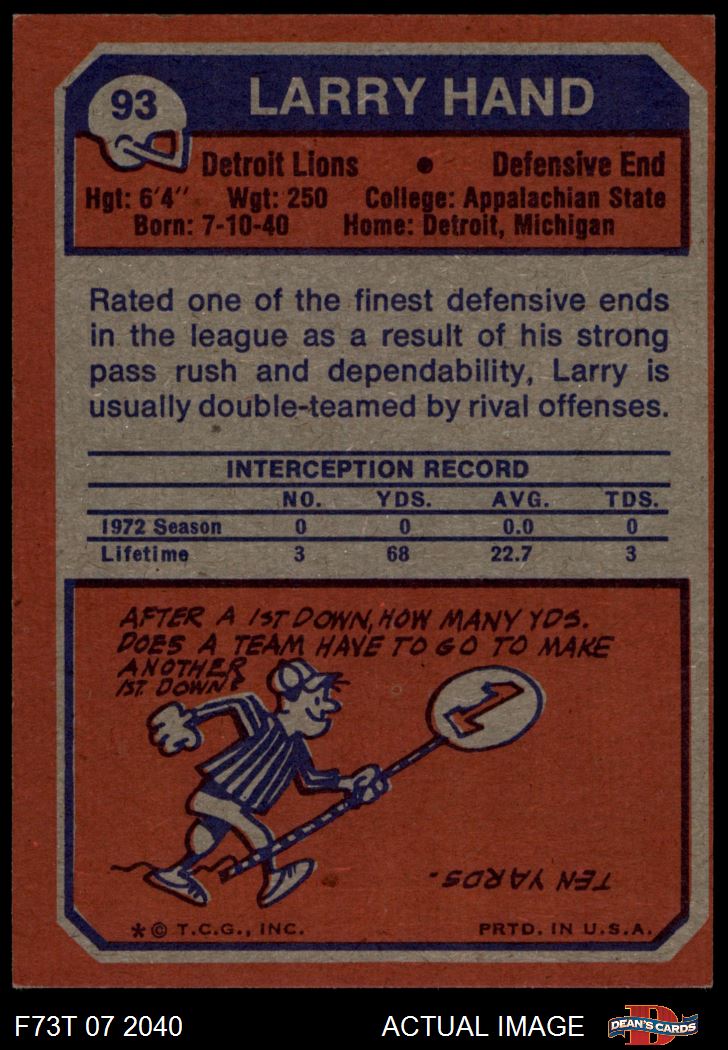 93
LARRY HAND
Detroit Lions • Defensive End
Hgt: 6'4" Wgt: 250 College: Appalachian State
Born: 7-10-40 Home: Detroit, Michigan
Rated one of the finest defensive ends
in the league as a result of his strong
pass rush and dependability, Larry is
usually double-teamed by rival offenses.
INTERCEPTION RECORD
NO. YDS. AVG. TDS.
1972 Season 0 0 0.0 0
Lifetime 3 68 22.7 3
AFTER A 1ST DOWN, HOW MANY YDS.
DOES A TEAM HAVE TO GO TO MAKE
ANOTHER
1ST DOWN?
1
TEN YARDS.
* © T.C.G., INC. PRTD. IN U.S.A.
F73T 07 2040 ACTUAL IMAGE
D
DEAN'S CARDS